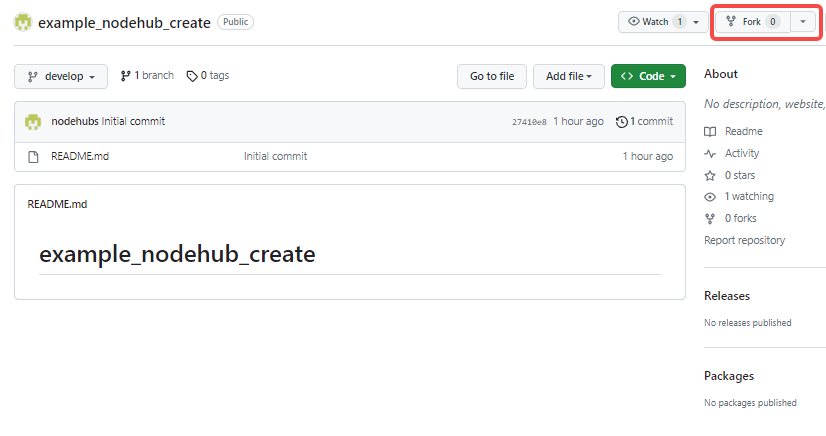 example_nodehub_create Public Watch 1 Fork 0
develop 1 branch 0 tags Go to file Add file Code
nodehubs Initial commit 27410e8 1 hour ago 1 commit
README.md Initial commit 1 hour ago
README.md
example_nodehub_create
About
No description, website,
Readme
Activity
0 stars
1 watching
0 forks
Report repository
Releases
No releases published
Packages
No packages published